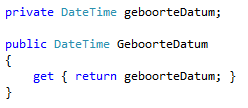 private DateTime geboorteDatum;
public DateTime GeboorteDatum
{
get { return geboorteDatum; }
}